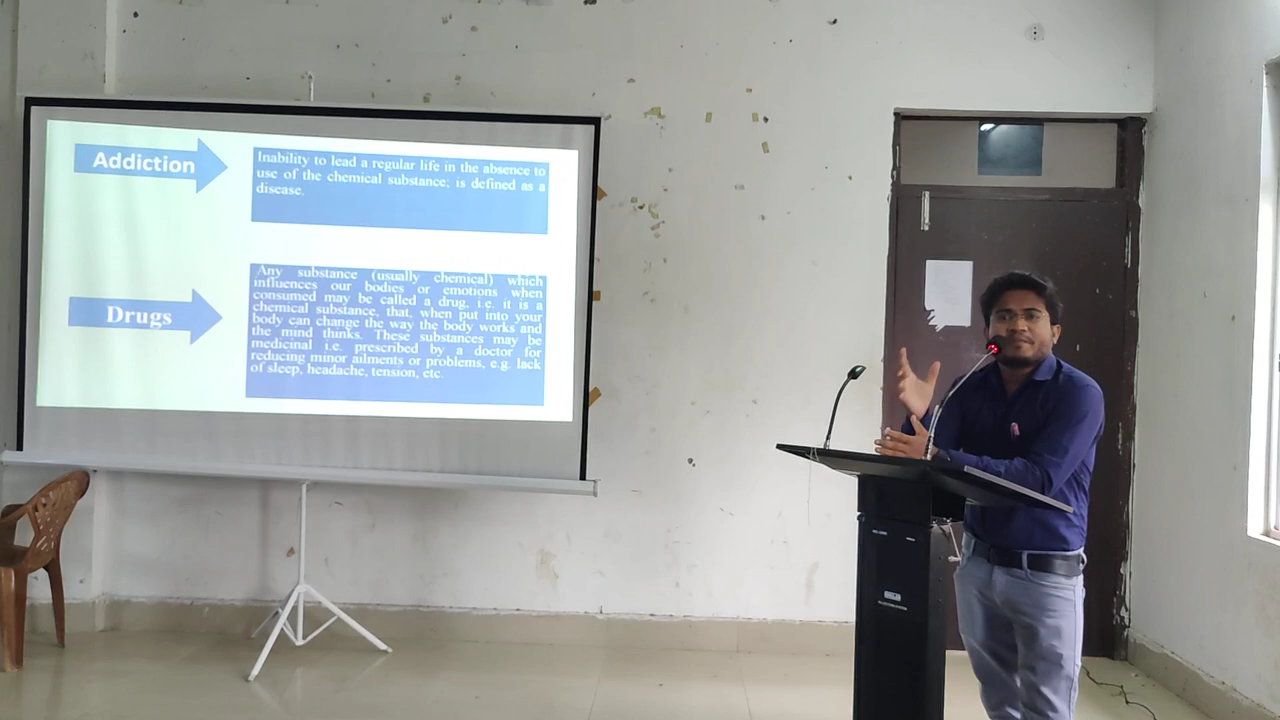 Addiction
Inability to lead a regular life in the absence to
use of the chemical substance; is defined as a
disease.
Drugs
Any substance (usually chemical) which
influences our bodies or emotions when
consumed may be called a drug, i.e. it is a
chemical substance, that, when put into your
body can change the way the body works and
the mind thinks. These substances may be
medicinal i.e. prescribed by a doctor for
reducing minor ailments or problems, e.g. lack
of sleep, headache, tension, etc.